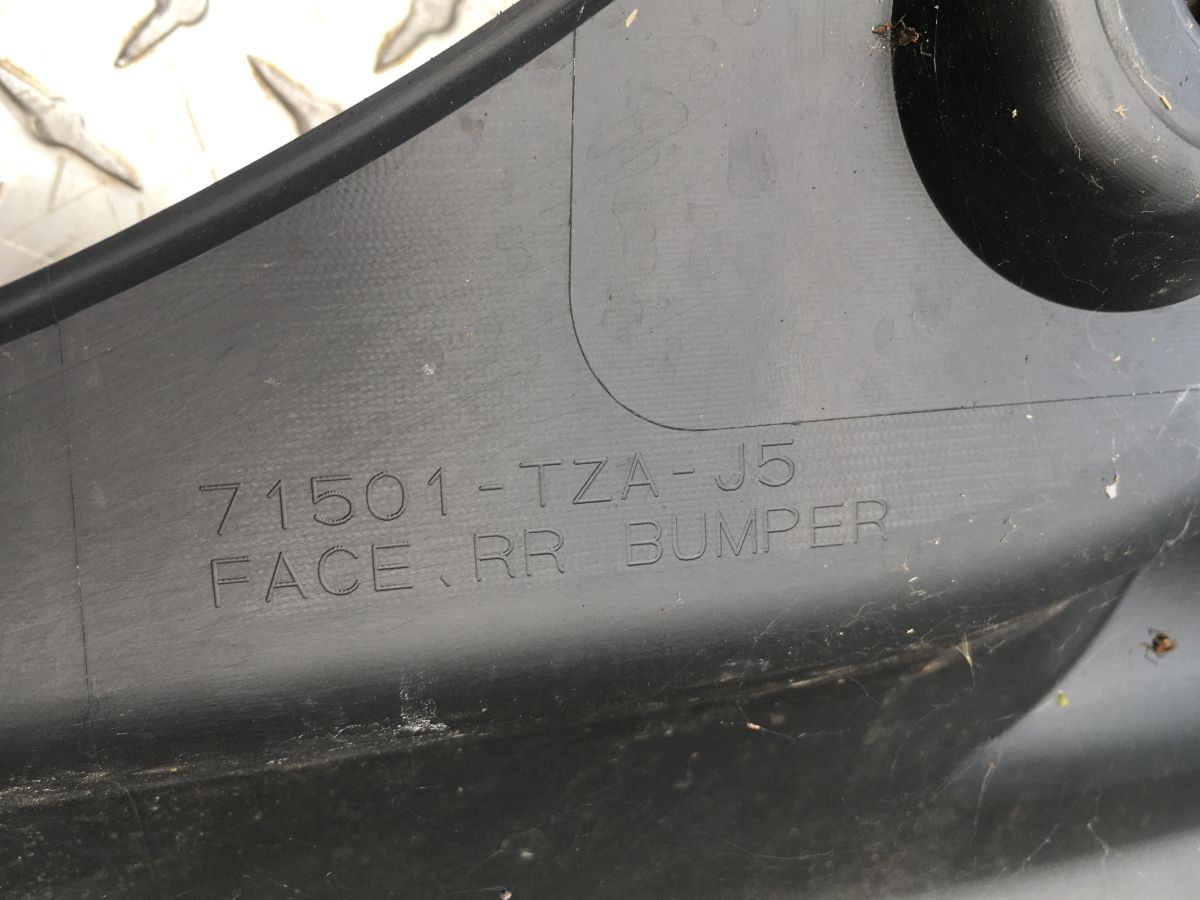 71501-TZA-J5
FACE, RR BUMPER